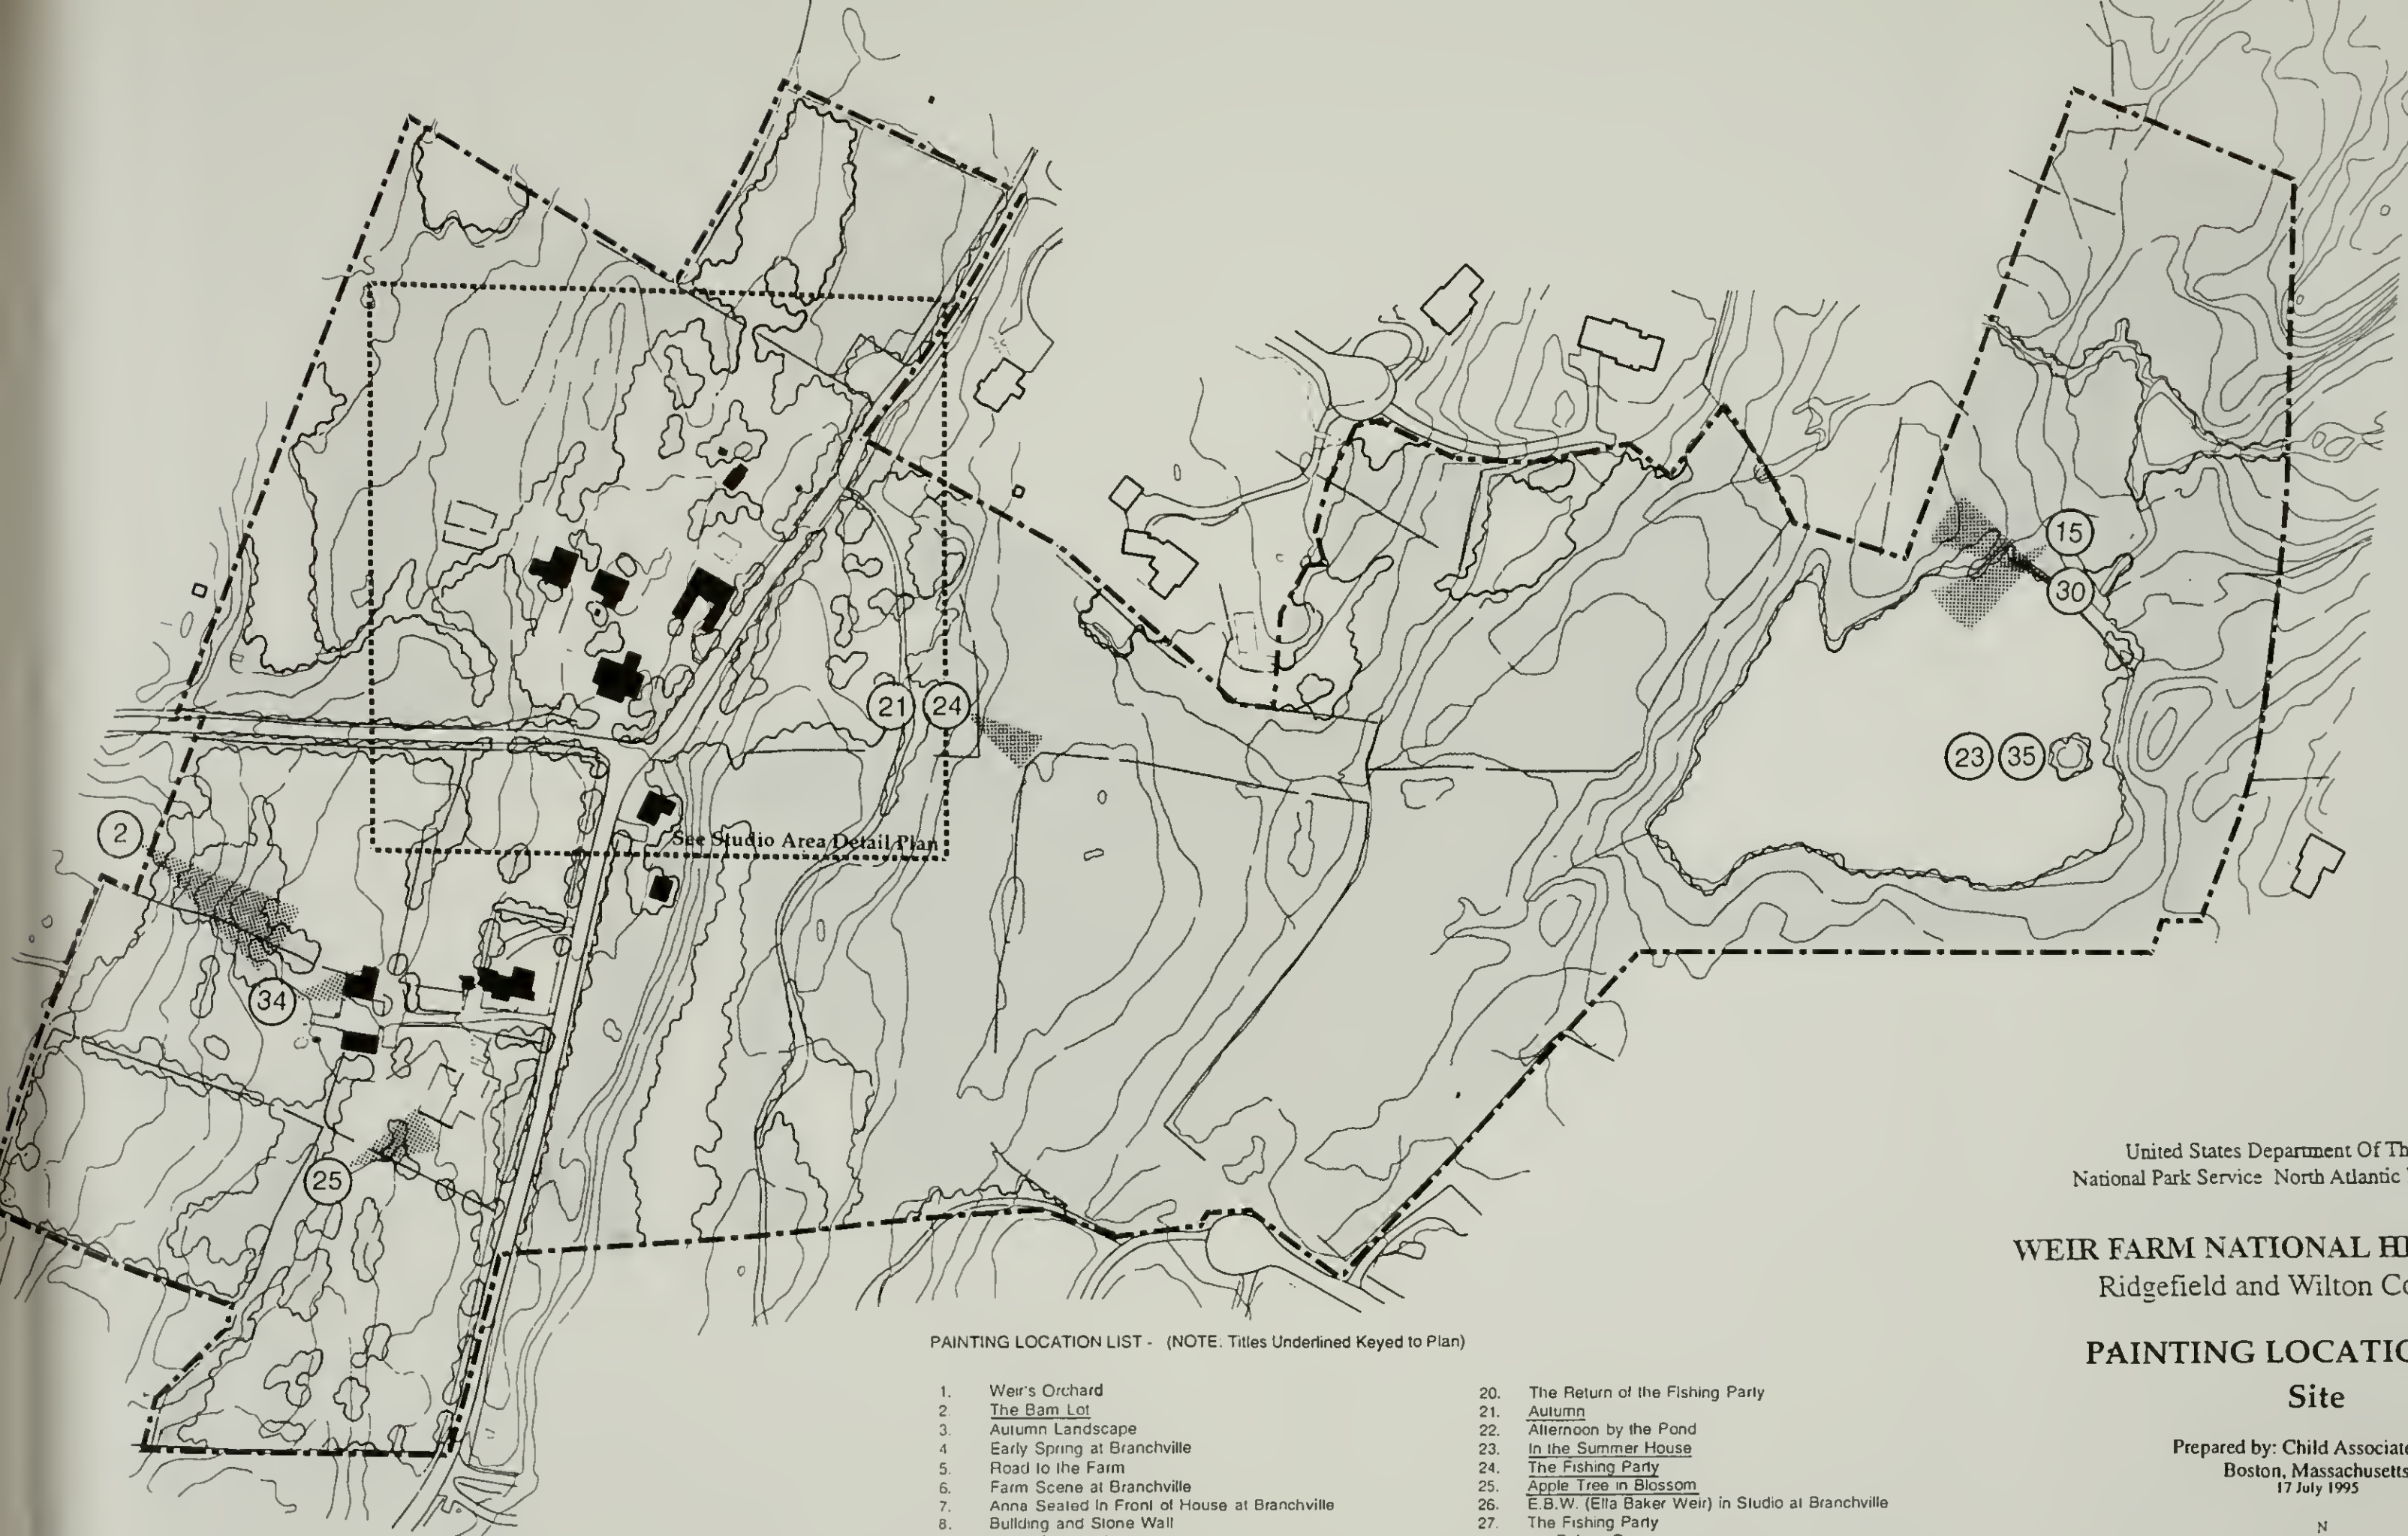 15
30
21 24
23 35
2
See Studio Area Detail Plan
34
25
United States Department Of Th
National Park Service North Atlantic
WEIR FARM NATIONAL HI
Ridgefield and Wilton Co
PAINTING LOCATIO
Site
Prepared by: Child Associate
Boston, Massachusetts
17 July 1995
N
PAINTING LOCATION LIST - (NOTE: Titles Underlined Keyed to Plan)
1. Weir's Orchard
2. The Barn Lot
3. Autumn Landscape
4 Early Spring at Branchville
5. Road to the Farm
6. Farm Scene at Branchville
7. Anna Seated In Front of House at Branchville
8. Building and Stone Wall
20. The Return of the Fishing Party
21. Autumn
22. Afternoon by the Pond
23. In the Summer House
24. The Fishing Party
25. Apple Tree in Blossom
26. E.B.W. (Ella Baker Weir) in Studio at Branchville
27. The Fishing Party